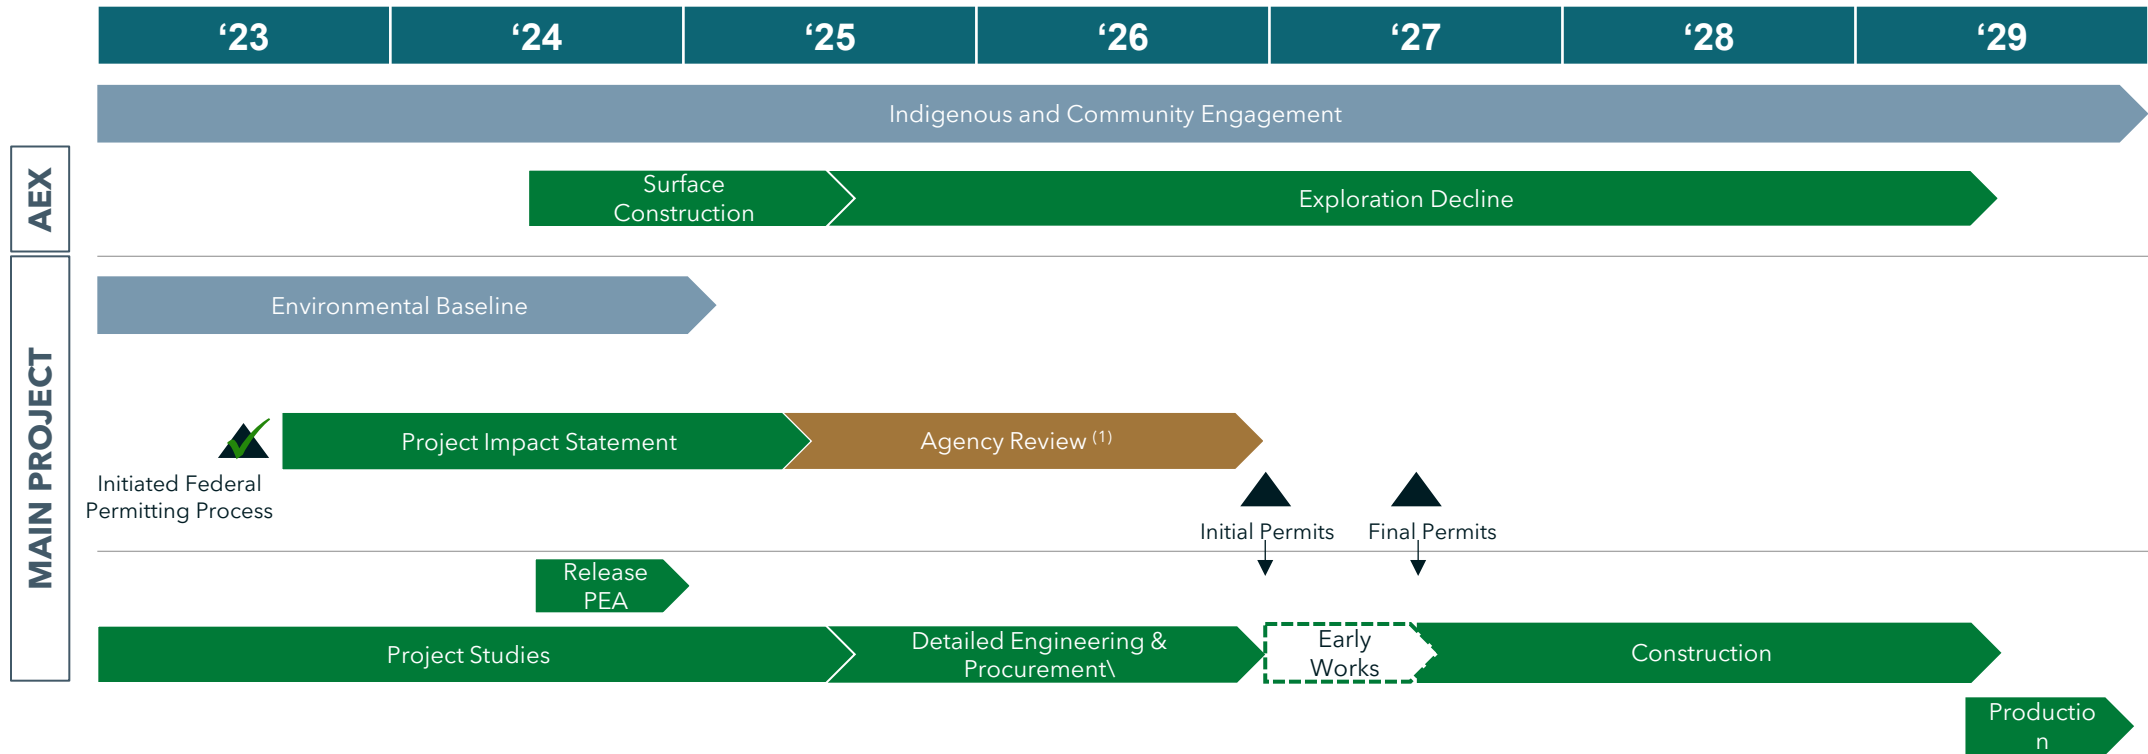 ‘23 ‘24 ‘25 ‘26 ‘27 ‘28 ‘29
Indigenous and Community Engagement
AEX
Surface
Construction
Exploration Decline
MAIN PROJECT
Environmental Baseline
Project Impact Statement
Agency Review (1)
Initiated Federal
Permitting Process
Initial Permits
Final Permits
Release
PEA
Project Studies
Detailed Engineering &
Procurement\
Early
Works
Construction
Productio
n